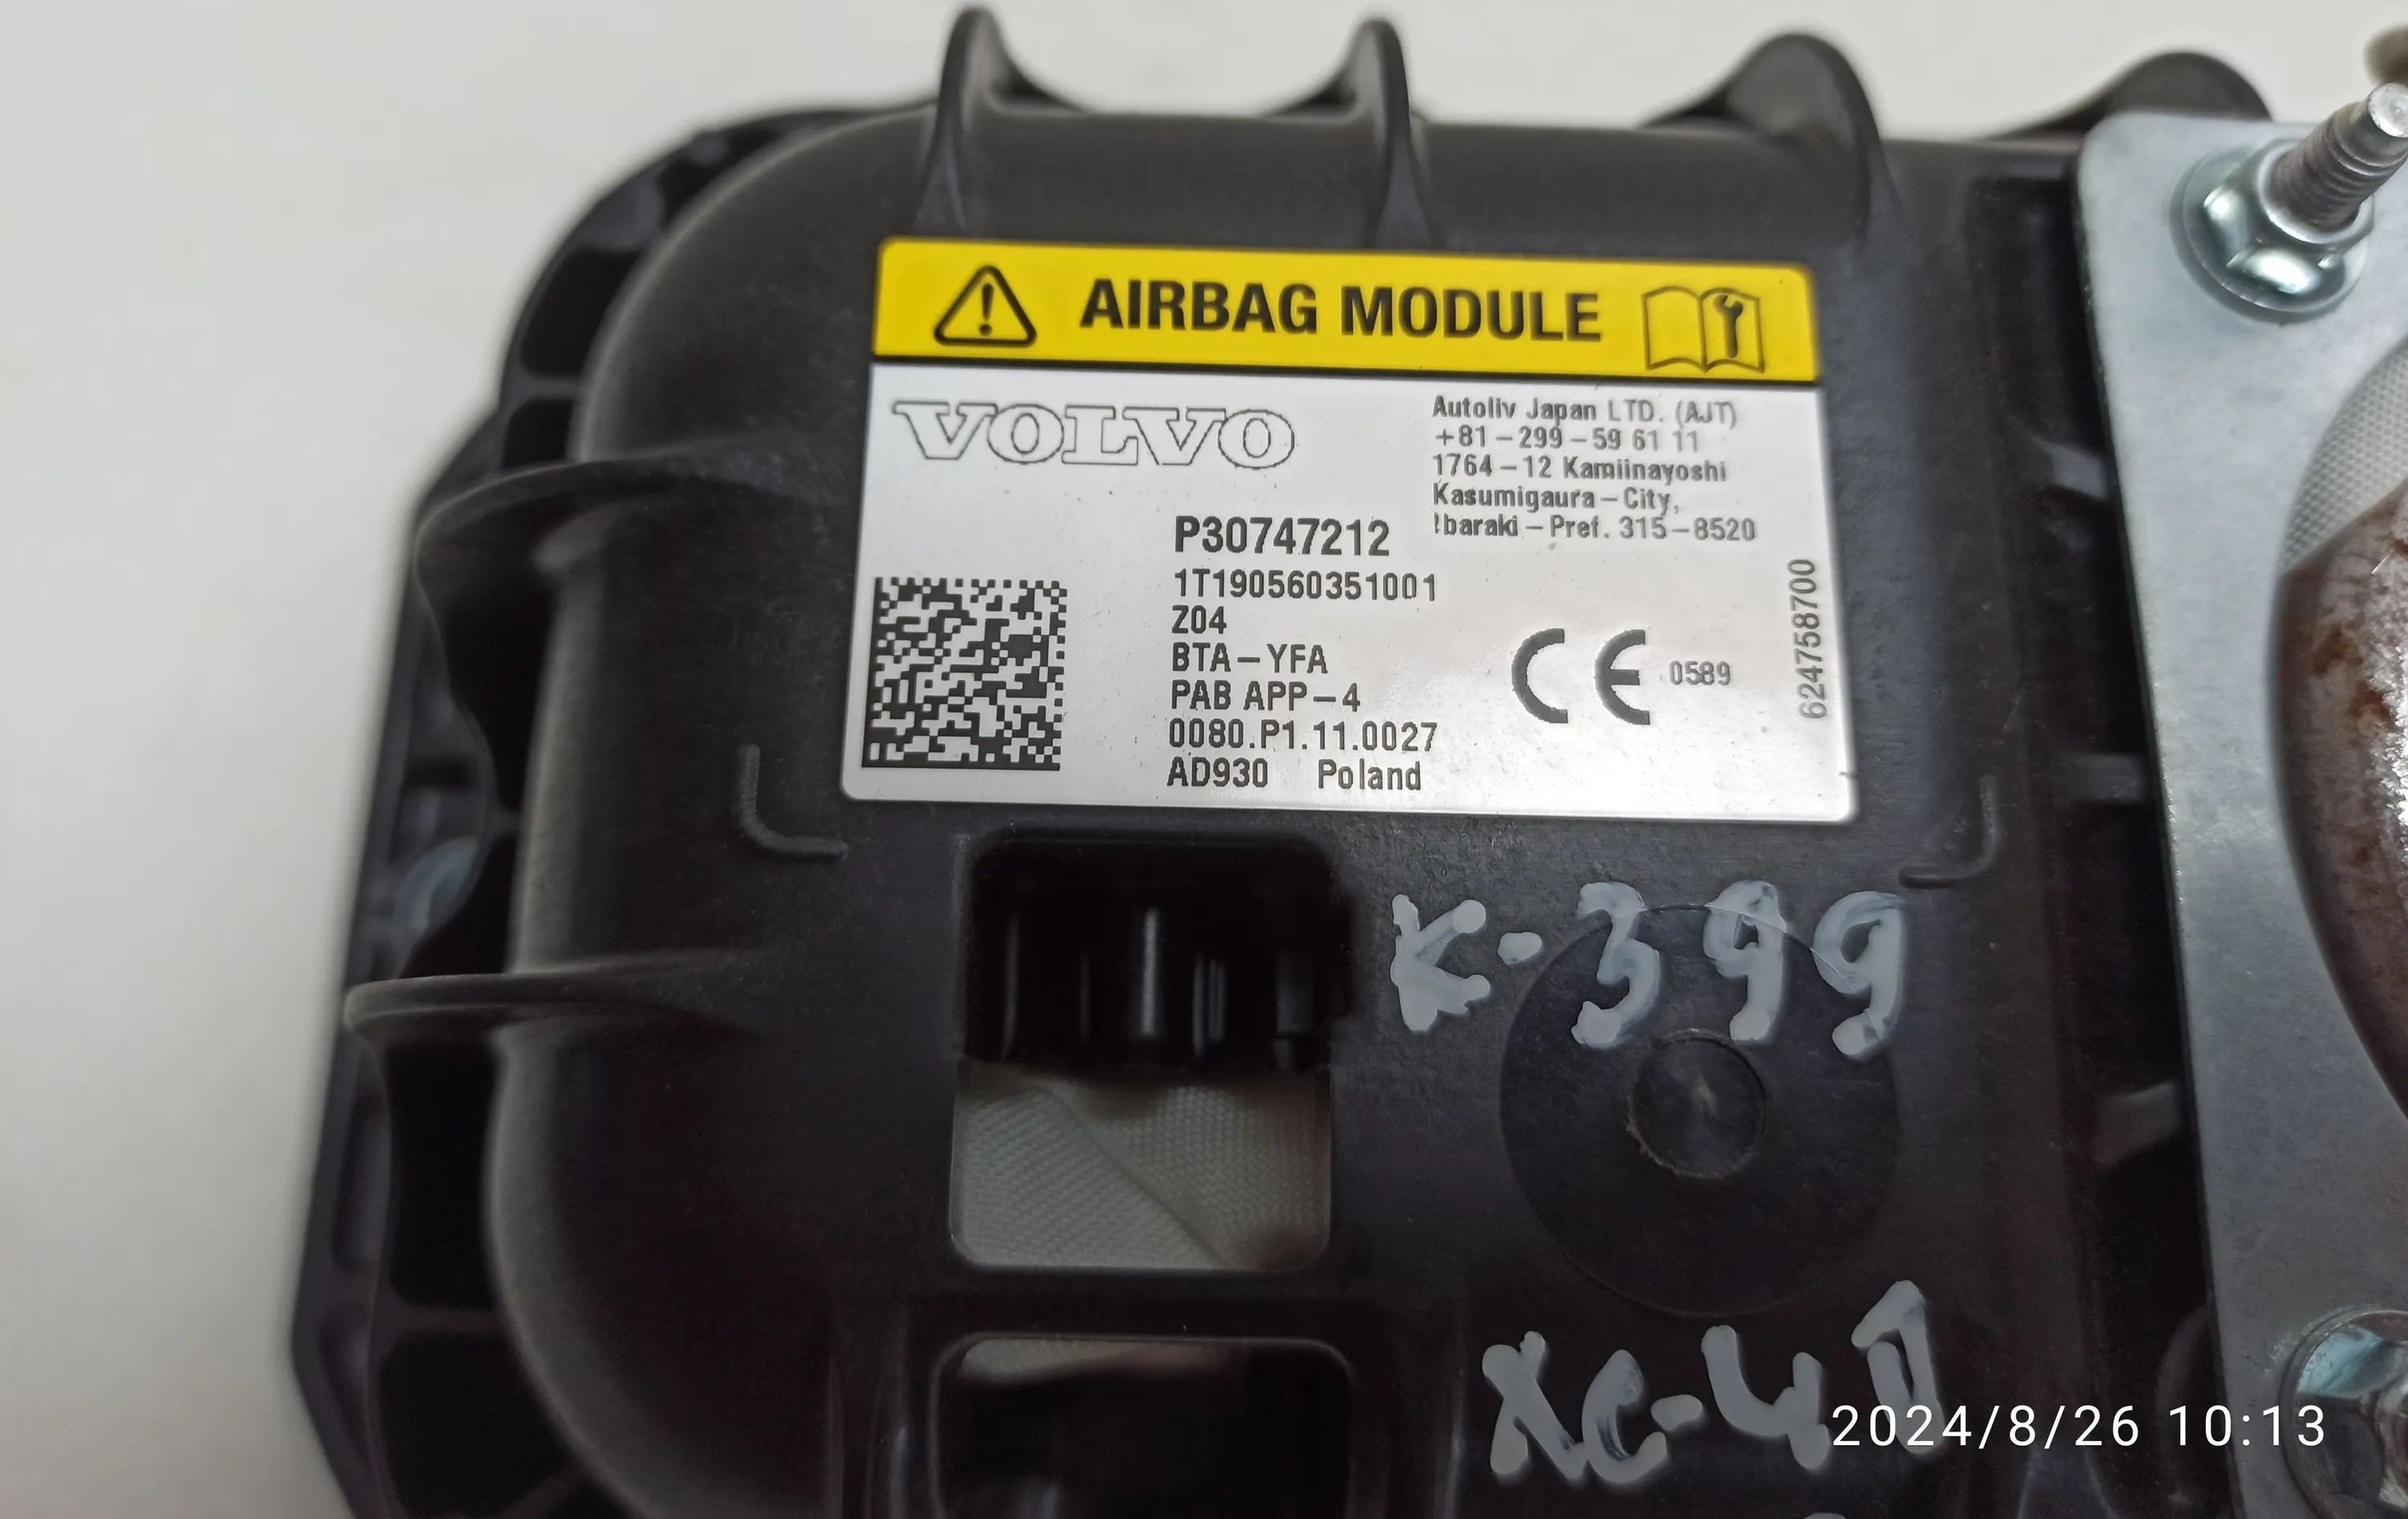 AIRBAG MODULE
VOLVO
Autoliv Japan LTD. (AJT)
+81-299-59 61 11
1764-12 Kamiinayoshi
Kasumigaura-City,
Ibaraki-Pref. 315-8520
P30747212
1T190560351001
Z04
BTA-YFA
PAB APP-4
0080.P1.11.0027
AD930 Poland
CE 0589
624758700
K-399
XC-40
2024/8/26 10:13